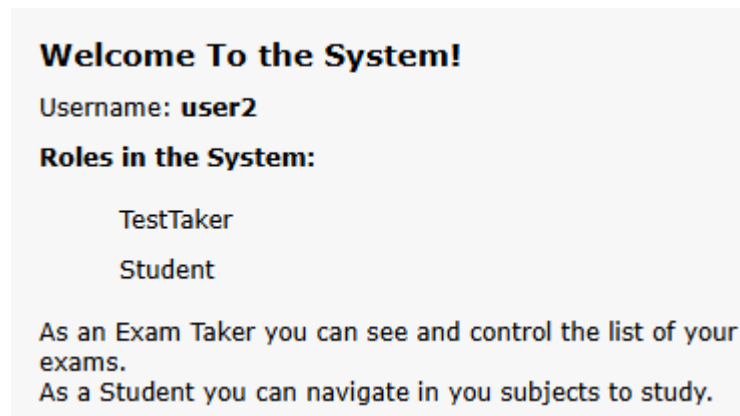 Welcome To the System!
Username: user2
Roles in the System:
TestTaker
Student
As an Exam Taker you can see and control the list of your
exams.
As a Student you can navigate in you subjects to study.